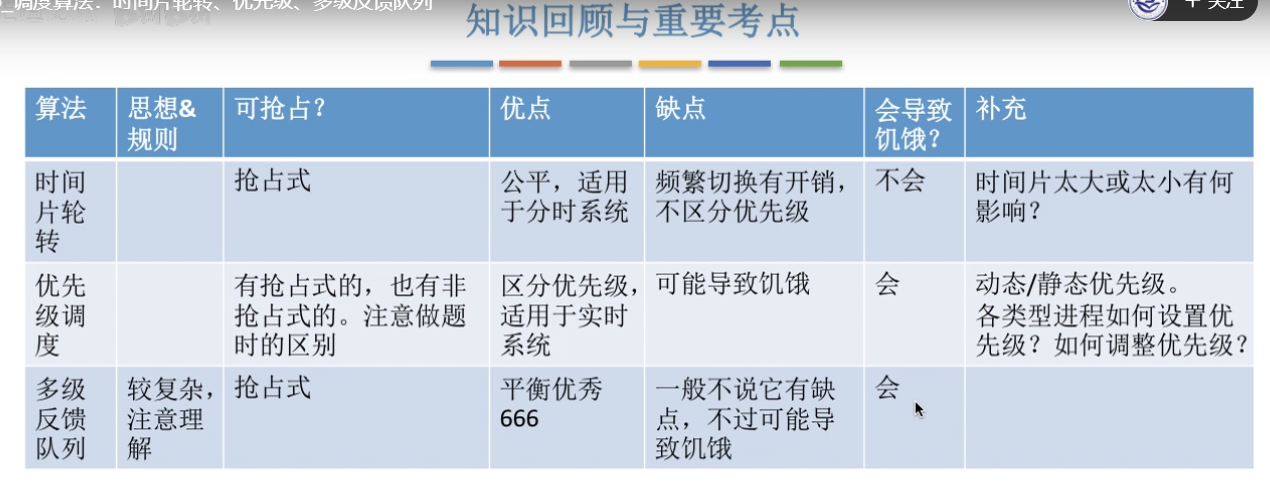 调度算法：时间片轮转、优先级、多级反馈队列
关注
知识回顾与重要考点
算法
思想&
规则
可抢占？
优点
缺点
会导致
饥饿？
补充
时间
片轮
转
抢占式
公平，适用
于分时系统
频繁切换有开销，
不区分优先级
不会
时间片太大或太小有何
影响？
优先
级调
度
有抢占式的，也有非
抢占式的。注意做题
时的区别
区分优先级，
适用于实时
系统
可能导致饥饿
会
动态/静态优先级。
各类型进程如何设置优
先级？如何调整优先级？
多级
反馈
队列
较复杂，
注意理
解
抢占式
平衡优秀
666
一般不说它有缺
点，不过可能导
致饥饿
会